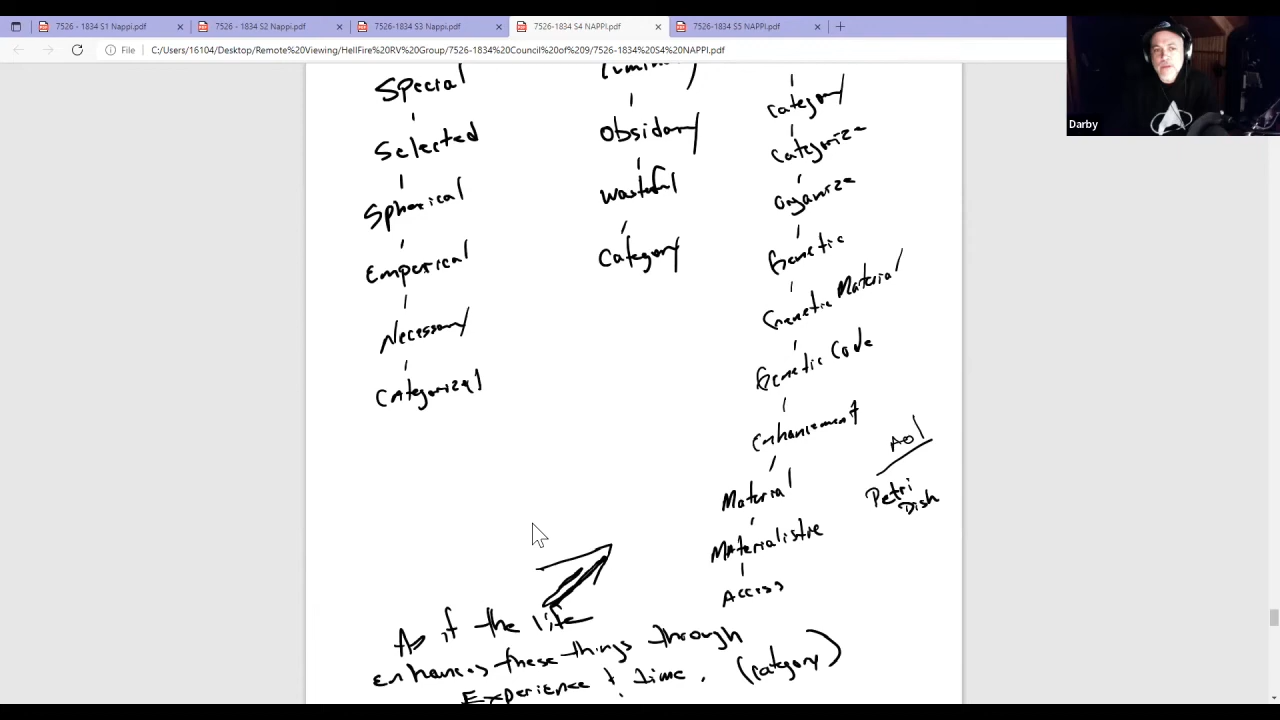 7526 - 1834 S1 Nappi.pdf
7526 - 1834 S2 Nappi.pdf
7526-1834 S3 Nappi.pdf
7526-1834 S4 NAPPI.pdf
7526-1834 S5 NAPPI.pdf
File
C:/Users/16104/Desktop/Remote%20Viewing/HellFire%20RV%20Group/7526-1834%20Council%20of%209/7526-1834%20S4%20NAPPI.pdf
Darby
Special
Selected
Spherical
Emperical
Necessary
Categorical
Obsidary
Wasteful
Category
Category
Categorize
Organize
Genetic
Genetic Material
Genetic Code
Enhancement
Material
Materialistic
Access
AOl
Petri
Dish
As if the life
enhances these things through
Experience + time. (category)